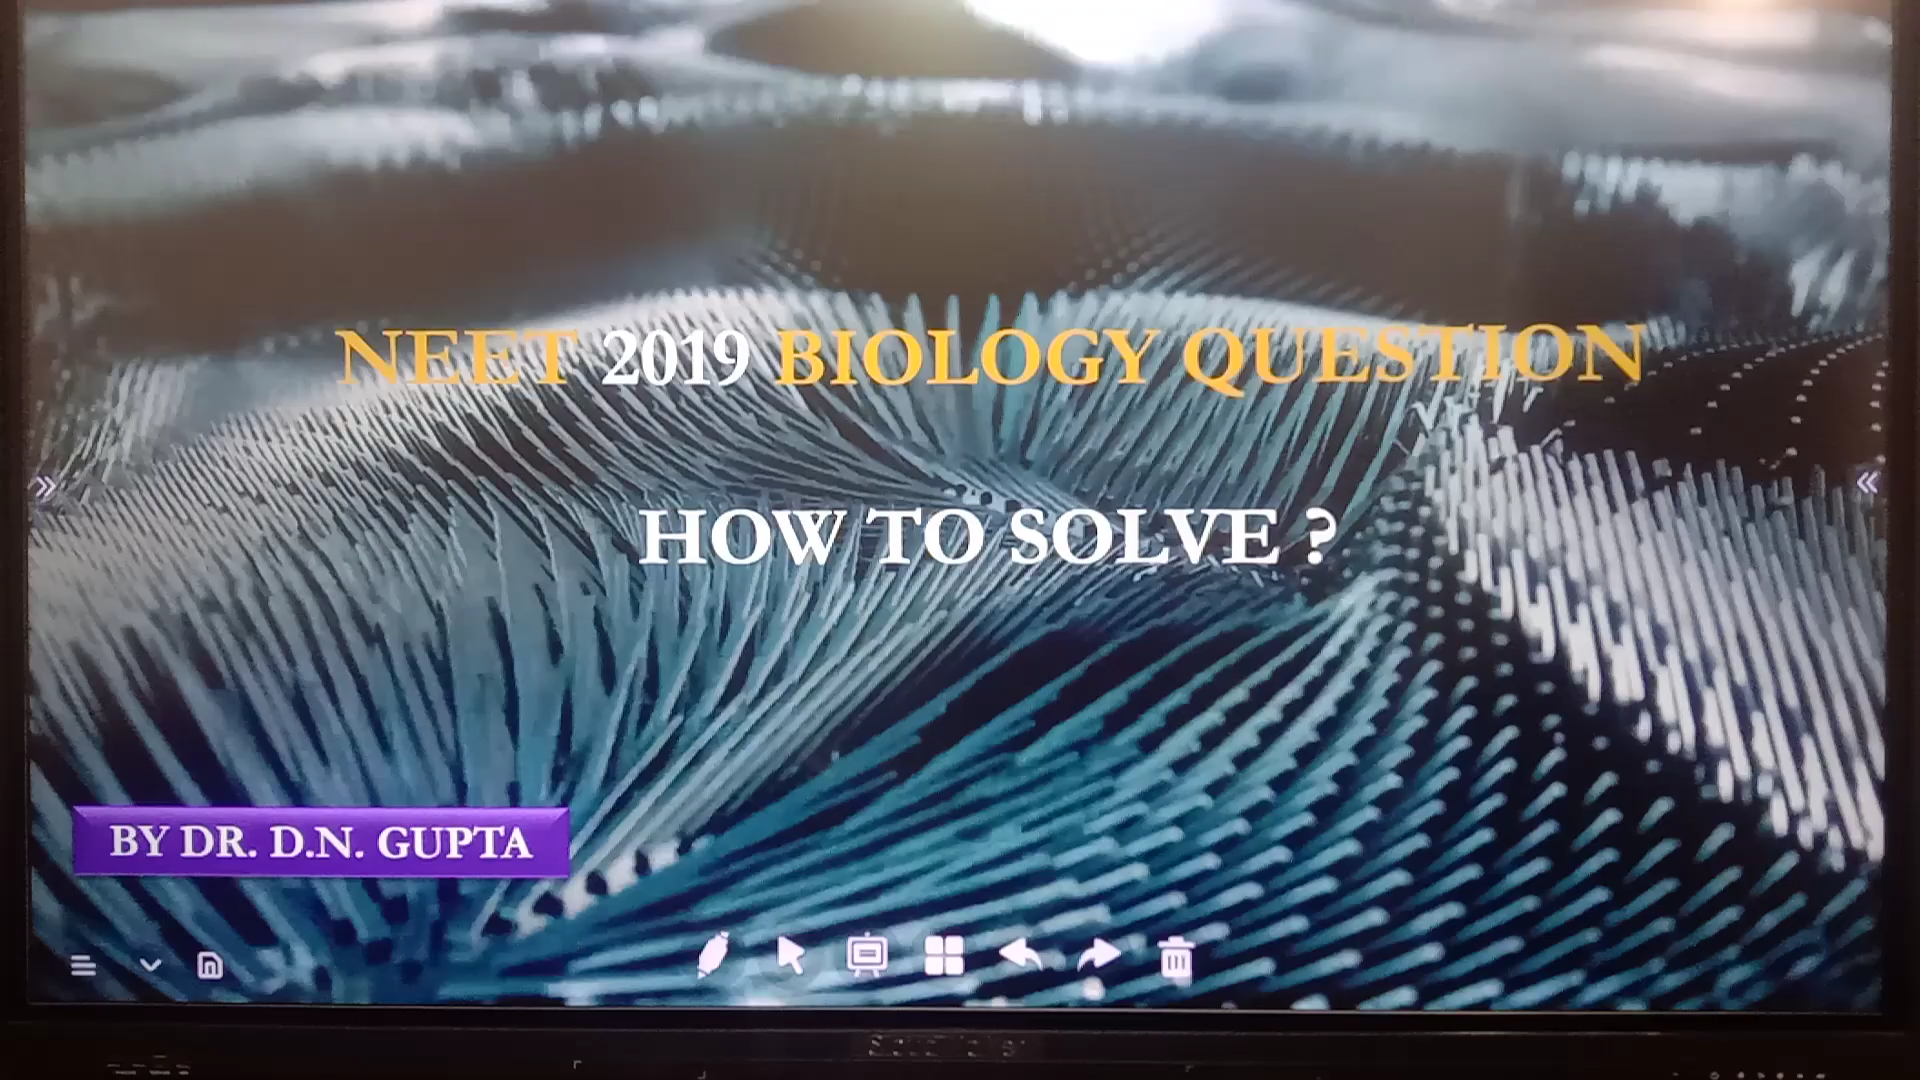 NEET 2019 BIOLOGY QUESTION
HOW TO SOLVE ?
BY DR. D.N. GUPTA